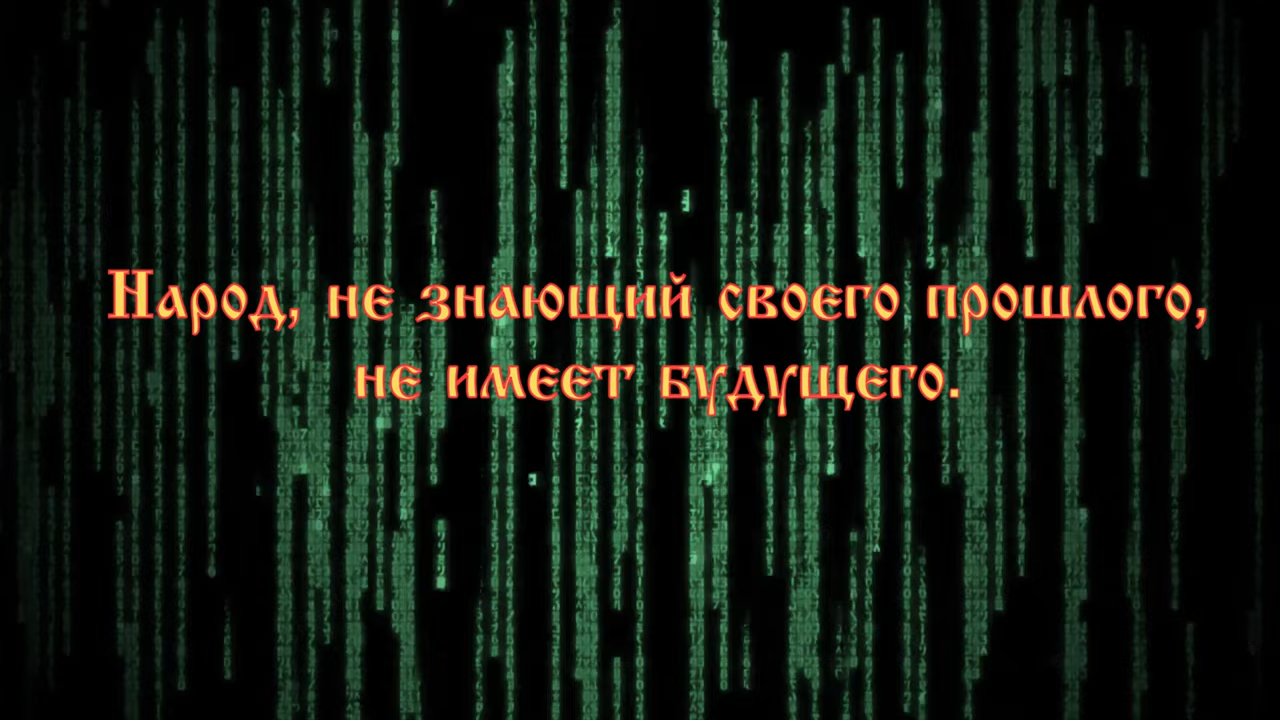 Народ, не знающий своего прошлого,
не имеет будущего.